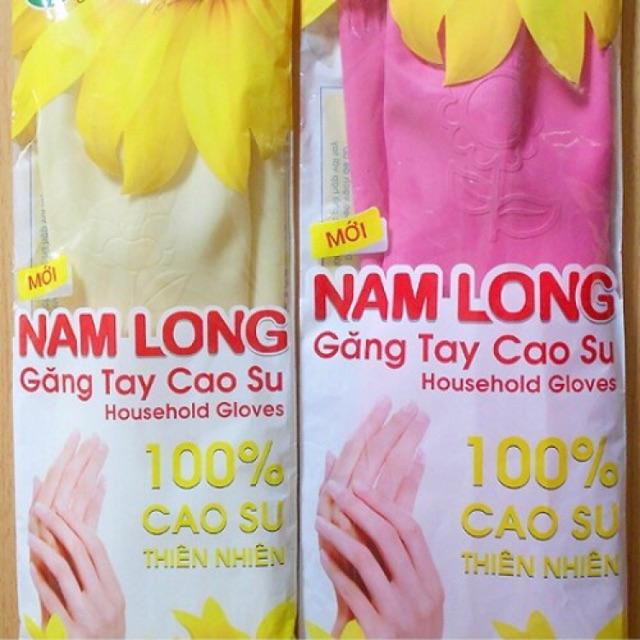 MỚI
NAM LONG
Găng Tay Cao Su
Household Gloves
100%
CAO SU
THIÊN NHIÊN
MỚI
NAM LONG
Găng Tay Cao Su
Household Gloves
100%
CAO SU
THIÊN NHIÊN